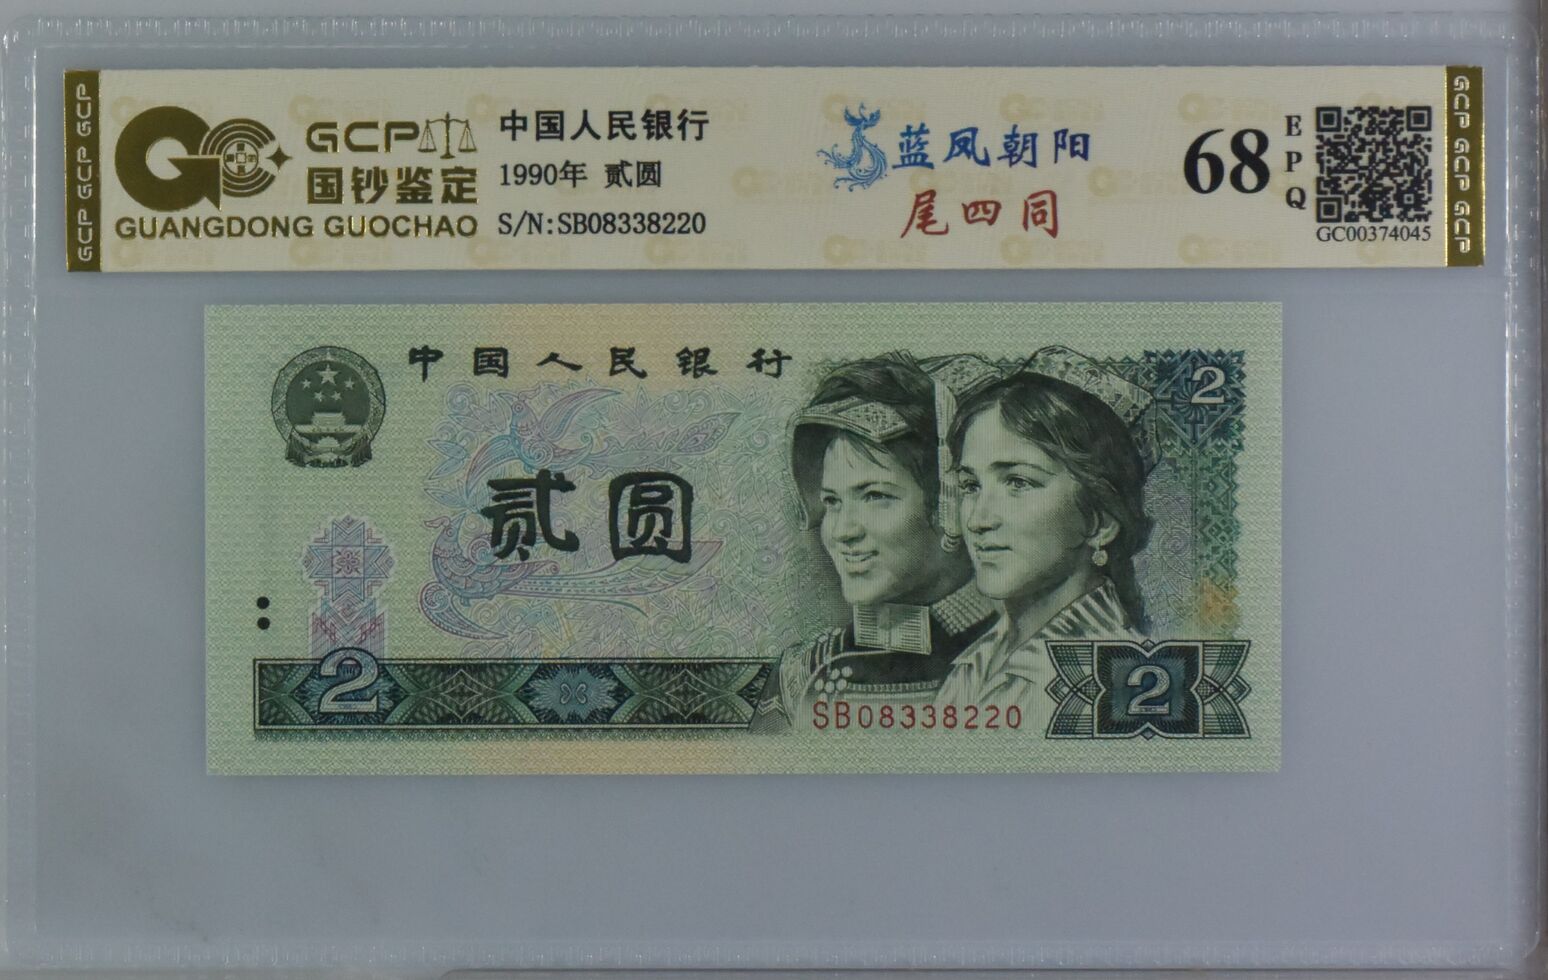 GCP GCP GCP
GCP
国钞鉴定
GUANGDONG GUOCHAO
中国人民银行
1990年 贰圆
S/N:SB08338220
蓝凤朝阳
尾四同
68
EPQ
GC00374045
GCP GCP GCP
中国人民银行
2
贰圆
2
2
SB08338220